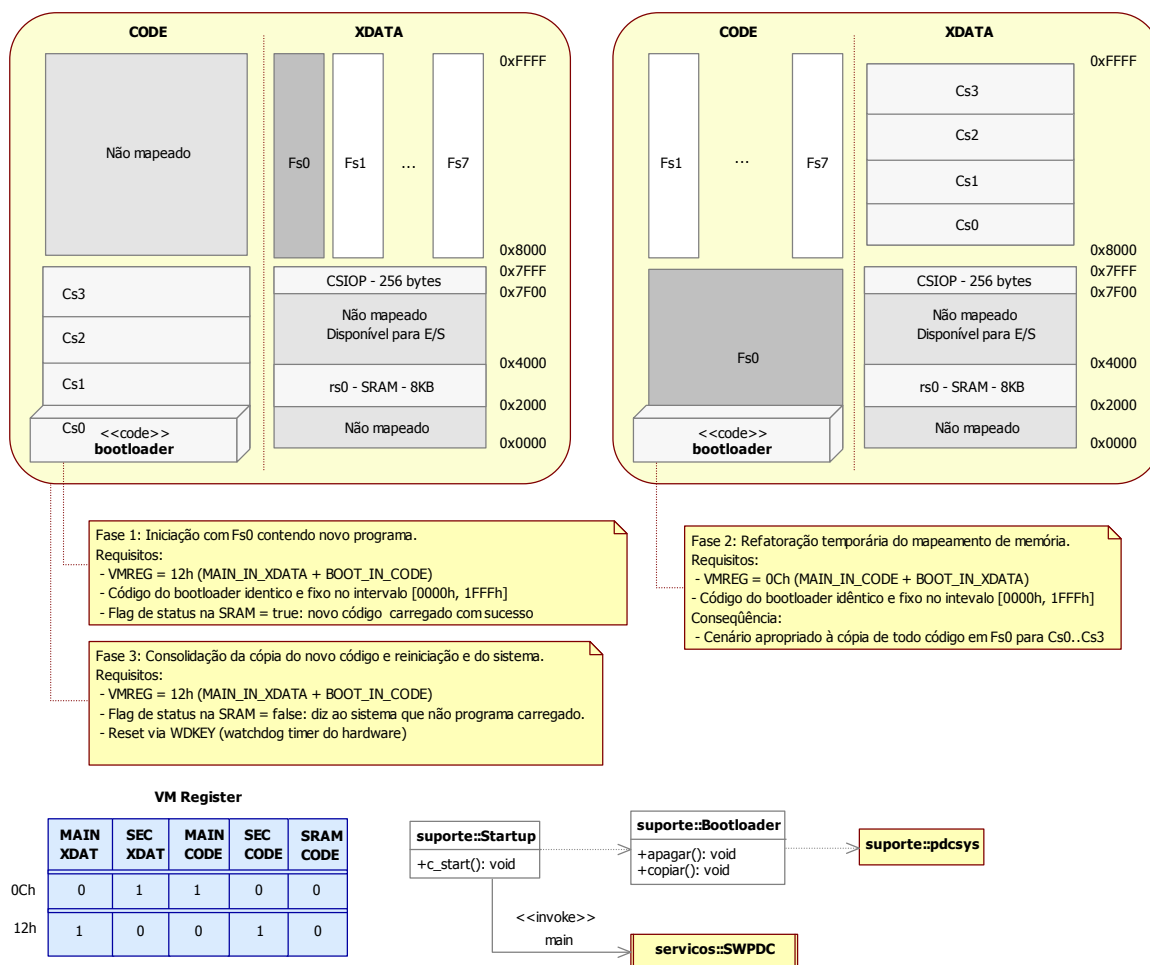 CODE
XDATA
0xFFFF
Não mapeado
Fs0
Fs1
...
Fs7
0x8000
0x7FFF
Cs3
CSIOP - 256 bytes
0x7F00
Não mapeado
Disponível para E/S
Cs2
0x4000
Cs1
rs0 - SRAM - 8KB
0x2000
Cs0
<<code>>
bootloader
Não mapeado
0x0000
CODE
XDATA
0xFFFF
Cs3
Cs2
Fs1
...
Fs7
Cs1
Cs0
0x8000
0x7FFF
CSIOP - 256 bytes
0x7F00
Não mapeado
Disponível para E/S
Fs0
0x4000
rs0 - SRAM - 8KB
0x2000
<<code>>
bootloader
Não mapeado
0x0000
Fase 1: Iniciação com Fs0 contendo novo programa.
Requisitos:
- VMREG = 12h (MAIN_IN_XDATA + BOOT_IN_CODE)
- Código do bootloader identico e fixo no intervalo [0000h, 1FFFh]
- Flag de status na SRAM = true: novo código carregado com sucesso
Fase 2: Refatoração temporária do mapeamento de memória.
Requisitos:
- VMREG = 0Ch (MAIN_IN_CODE + BOOT_IN_XDATA)
- Código do bootloader idêntico e fixo no intevalo [0000h, 1FFFh]
Conseqûência:
- Cenário apropriado à cópia de todo código em Fs0 para Cs0..Cs3
Fase 3: Consolidação da cópia do novo código e reiniciação e do sistema.
Requisitos:
- VMREG = 12h (MAIN_IN_XDATA + BOOT_IN_CODE)
- Flag de status na SRAM = false: diz ao sistema que não programa carregado.
- Reset via WDKEY (watchdog timer do hardware)
VM Register
MAIN XDAT
SEC XDAT
MAIN CODE
SEC CODE
SRAM CODE
0Ch 0 1 1 0 0
12h 1 0 0 1 0
suporte::Startup
+c_start(): void
suporte::Bootloader
+apagar(): void
+copiar(): void
suporte::pdcsys
<<invoke>>
main
servicos::SWPDC